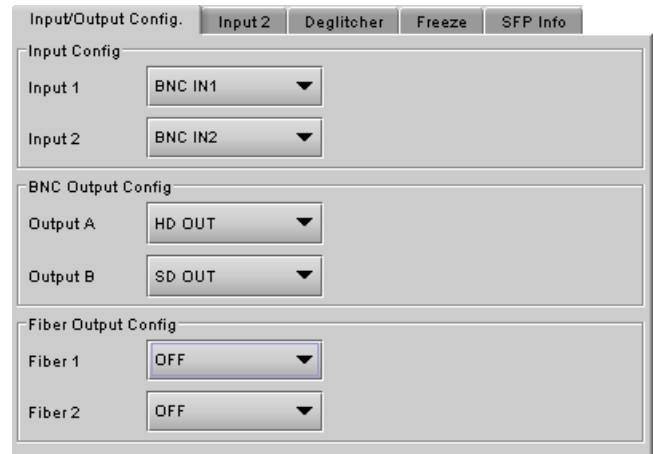 Input/Output Config. Input 2 Deglitcher Freeze SFP Info
Input Config
Input 1 BNC IN1
Input 2 BNC IN2
BNC Output Config
Output A HD OUT
Output B SD OUT
Fiber Output Config
Fiber 1 OFF
Fiber 2 OFF